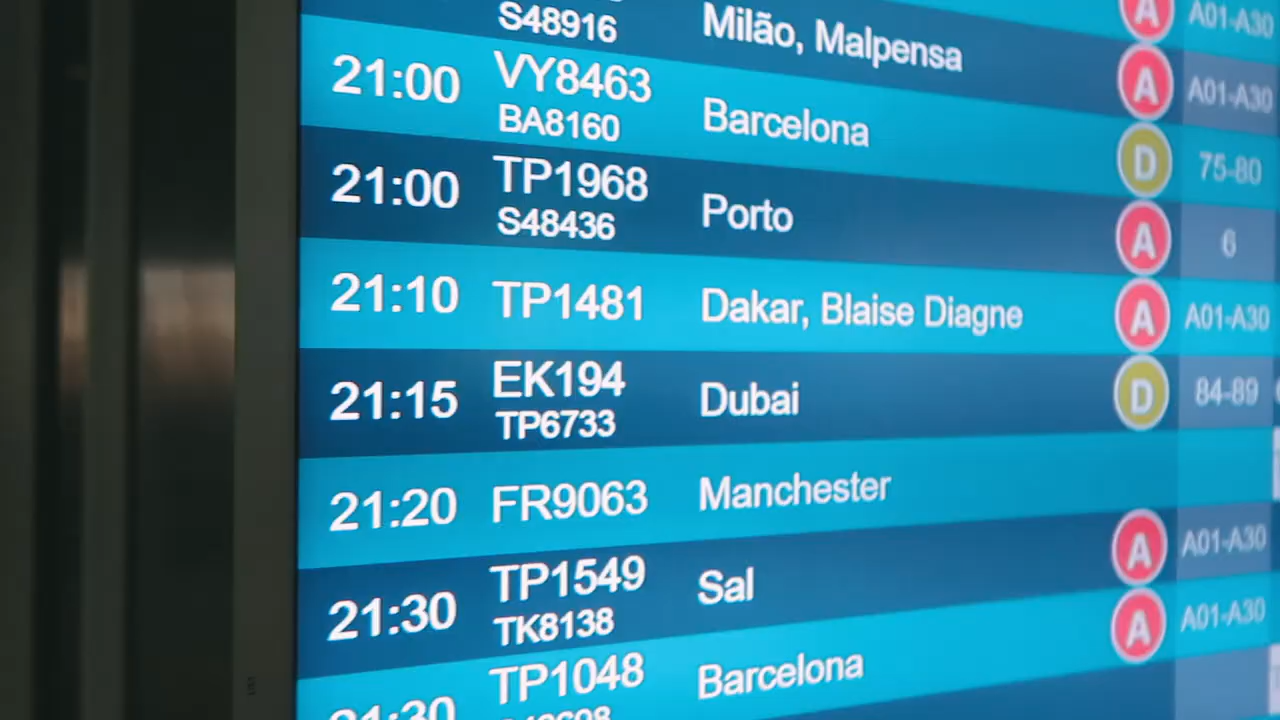 S48916 Milão, Malpensa A A01-A30
21:00 VY8463 A A01-A30
BA8160 Barcelona D 75-80
21:00 TP1968
S48436 Porto A 6
21:10 TP1481 Dakar, Blaise Diagne A A01-A30
21:15 EK194 Dubai D 84-89
TP6733
21:20 FR9063 Manchester
21:30 TP1549 Sal A A01-A30
TK8138
21:30 TP1048 Barcelona A A01-A30